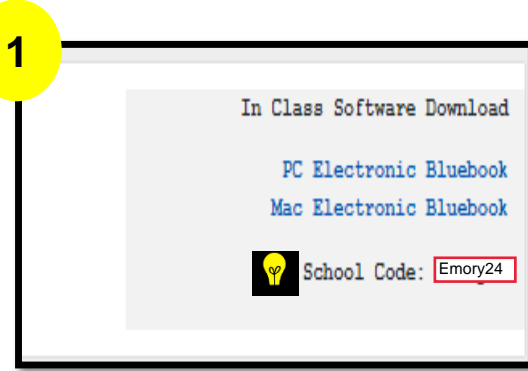 1
In Class Software Download
PC Electronic Bluebook
Mac Electronic Bluebook
School Code: Emory24